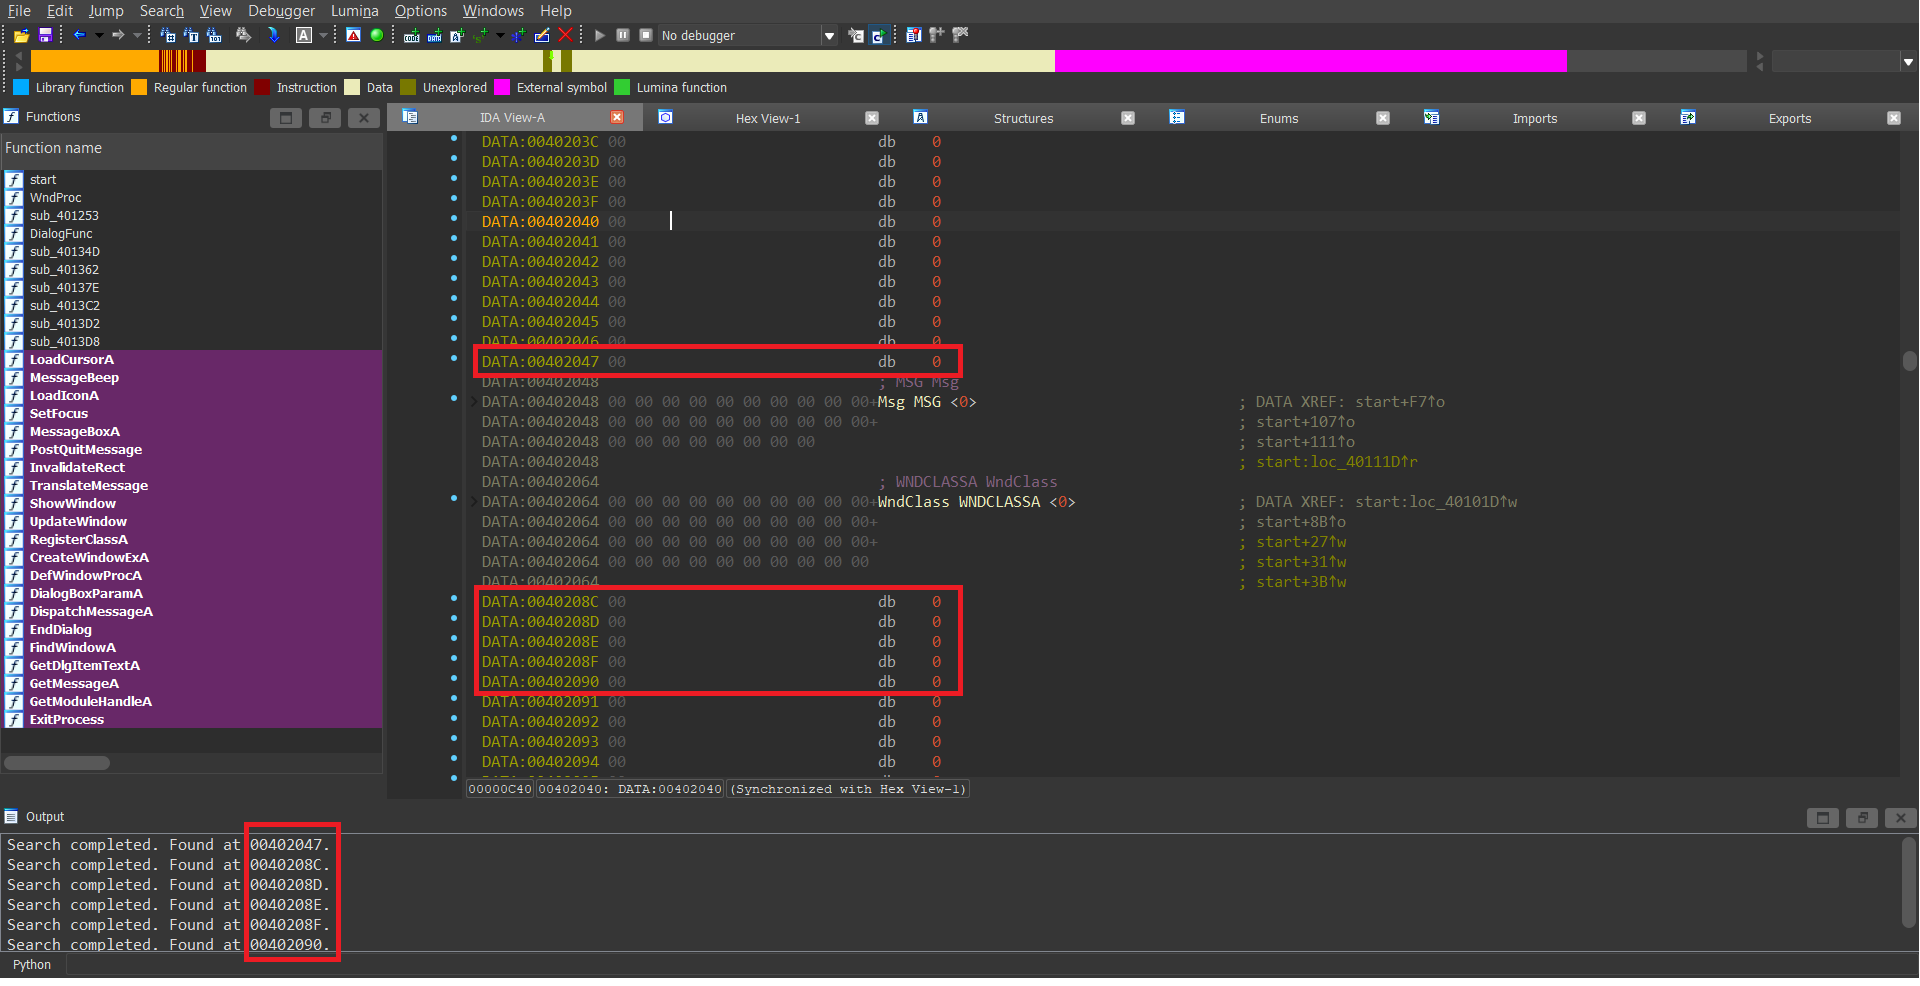 File Edit Jump Search View Debugger Lumina Options Windows Help
No debugger
Library function Regular function Instruction Data Unexplored External symbol Lumina function
Functions
Function name
start
WndProc
sub_401253
DialogFunc
sub_40134D
sub_401362
sub_40137E
sub_4013C2
sub_4013D2
sub_4013D8
LoadCursorA
MessageBeep
LoadIconA
SetFocus
MessageBoxA
PostQuitMessage
InvalidateRect
TranslateMessage
ShowWindow
UpdateWindow
RegisterClassA
CreateWindowExA
DefWindowProcA
DialogBoxParamA
DispatchMessageA
EndDialog
FindWindowA
GetDlgItemTextA
GetMessageA
GetModuleHandleA
ExitProcess
IDA View-A Hex View-1 Structures Enums Imports Exports
DATA:0040203C 00 db 0
DATA:0040203D 00 db 0
DATA:0040203E 00 db 0
DATA:0040203F 00 db 0
DATA:00402040 00 db 0
DATA:00402041 00 db 0
DATA:00402042 00 db 0
DATA:00402043 00 db 0
DATA:00402044 00 db 0
DATA:00402045 00 db 0
DATA:00402046 00 db 0
DATA:00402047 00 db 0
DATA:00402048 ; MSG Msg
DATA:00402048 00 00 00 00 00 00 00 00 00 00+Msg MSG <0> ; DATA XREF: start+F7↑o
DATA:00402048 00 00 00 00 00 00 00 00 00 00+ ; start+107↑o
DATA:00402048 00 00 00 00 00 00 00 00 ; start+111↑o
DATA:00402048 ; start:loc_40111D↑r
DATA:00402064 ; WNDCLASSA WndClass
DATA:00402064 00 00 00 00 00 00 00 00 00 00+WndClass WNDCLASSA <0> ; DATA XREF: start:loc_40101D↑w
DATA:00402064 00 00 00 00 00 00 00 00 00 00+ ; start+8B↑o
DATA:00402064 00 00 00 00 00 00 00 00 00 00+ ; start+27↑w
DATA:00402064 00 00 00 00 00 00 00 00 00 00 ; start+31↑w
DATA:00402064 ; start+3B↑w
DATA:0040208C 00 db 0
DATA:0040208D 00 db 0
DATA:0040208E 00 db 0
DATA:0040208F 00 db 0
DATA:00402090 00 db 0
DATA:00402091 00 db 0
DATA:00402092 00 db 0
DATA:00402093 00 db 0
DATA:00402094 00 db 0
00000C40 00402040: DATA:00402040 (Synchronized with Hex View-1)
Output
Search completed. Found at 00402047.
Search completed. Found at 0040208C.
Search completed. Found at 0040208D.
Search completed. Found at 0040208E.
Search completed. Found at 0040208F.
Search completed. Found at 00402090.
Python